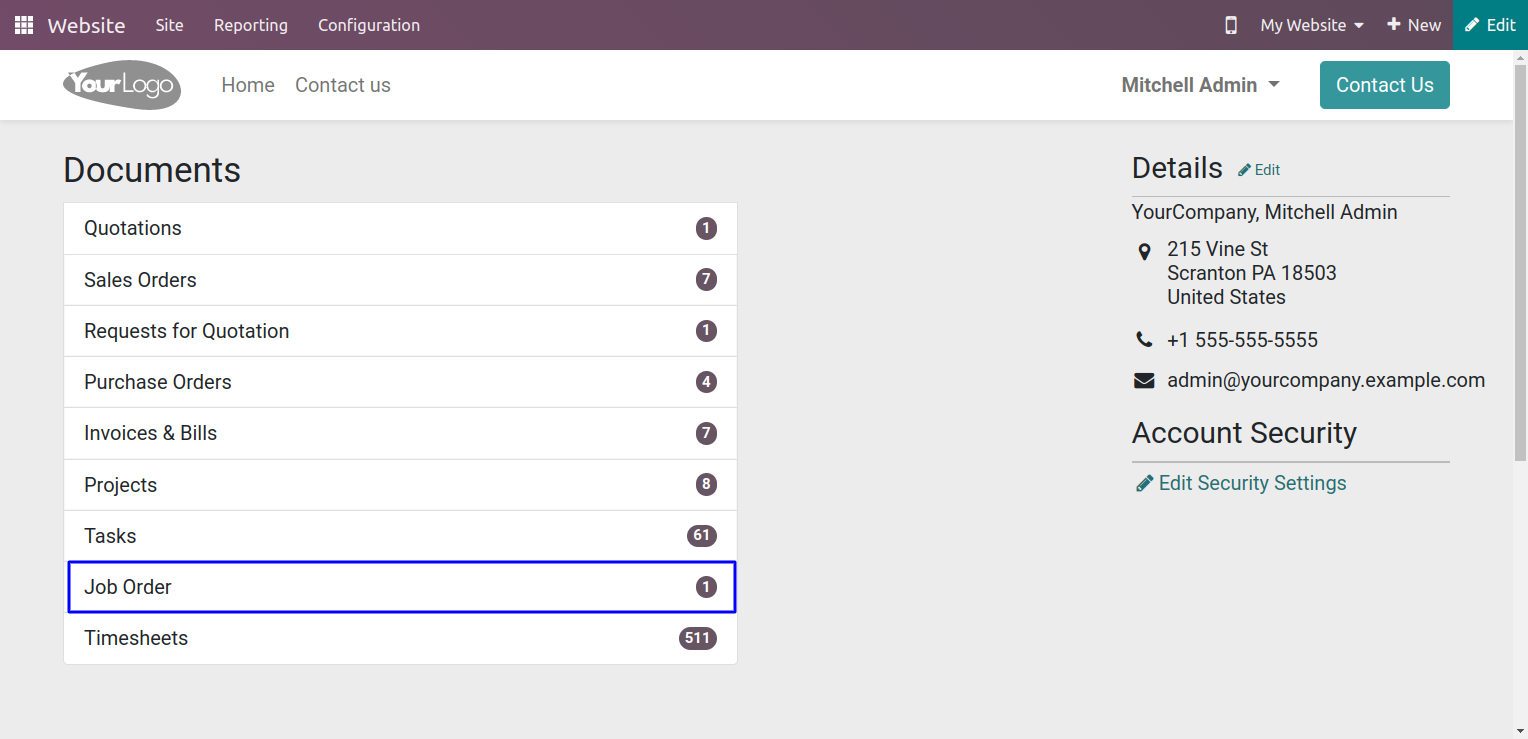 Website Site Reporting Configuration My Website New Edit
YourLogo Home Contact us Mitchell Admin Contact Us
Documents
Quotations 1
Sales Orders 7
Requests for Quotation 1
Purchase Orders 4
Invoices & Bills 7
Projects 8
Tasks 61
Job Order 1
Timesheets 511
Details Edit
YourCompany, Mitchell Admin
215 Vine St
Scranton PA 18503
United States
+1 555-555-5555
admin@yourcompany.example.com
Account Security
Edit Security Settings